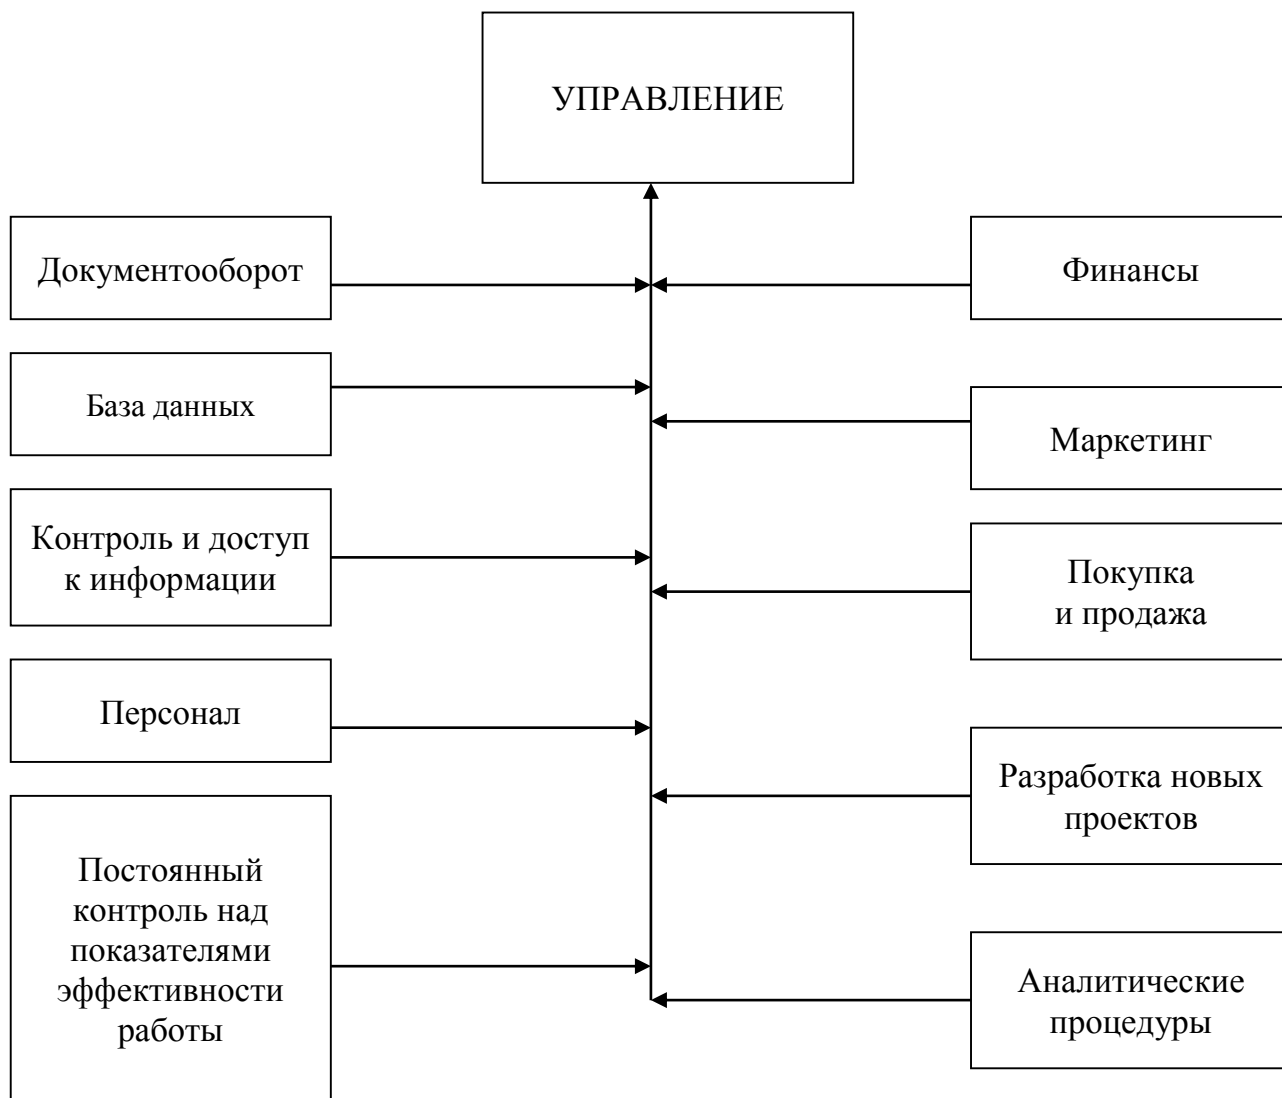 УПРАВЛЕНИЕ
Документооборот
База данных
Контроль и доступ
к информации
Персонал
Постоянный
контроль над
показателями
эффективности
работы
Финансы
Маркетинг
Покупка
и продажа
Разработка новых
проектов
Аналитические
процедуры